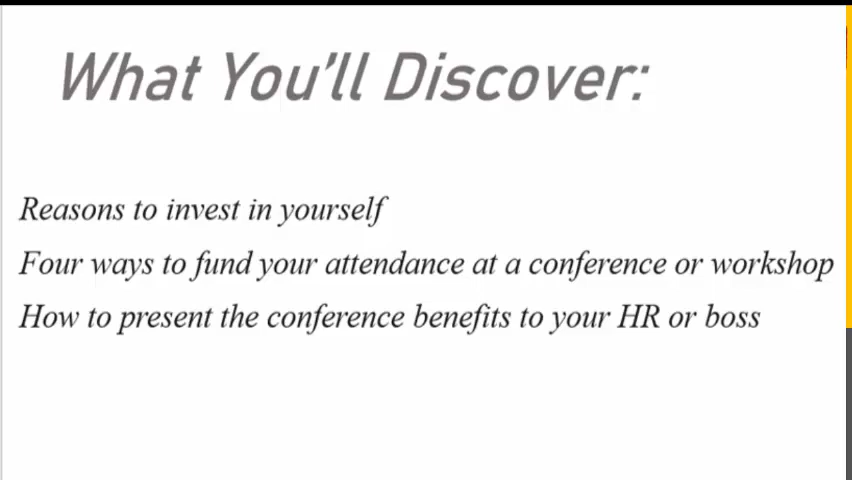 What You'll Discover:
Reasons to invest in yourself
Four ways to fund your attendance at a conference or workshop
How to present the conference benefits to your HR or boss